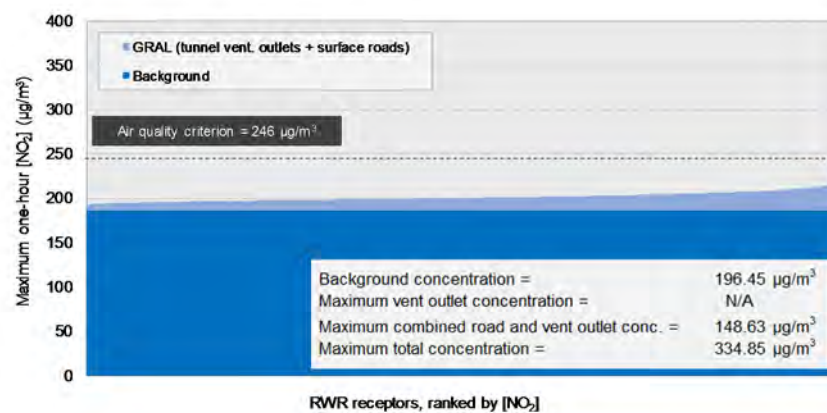 400
350
300
250
200
150
100
50
0
Maximum one-hour [NO₂] (µg/m³)
GRAL (tunnel vent. outlets + surface roads)
Background
Air quality criterion = 246 µg/m³
Background concentration = 196.45 µg/m³
Maximum vent outlet concentration = N/A
Maximum combined road and vent outlet conc. = 148.63 µg/m³
Maximum total concentration = 334.85 µg/m³
RWR receptors, ranked by [NO₂]